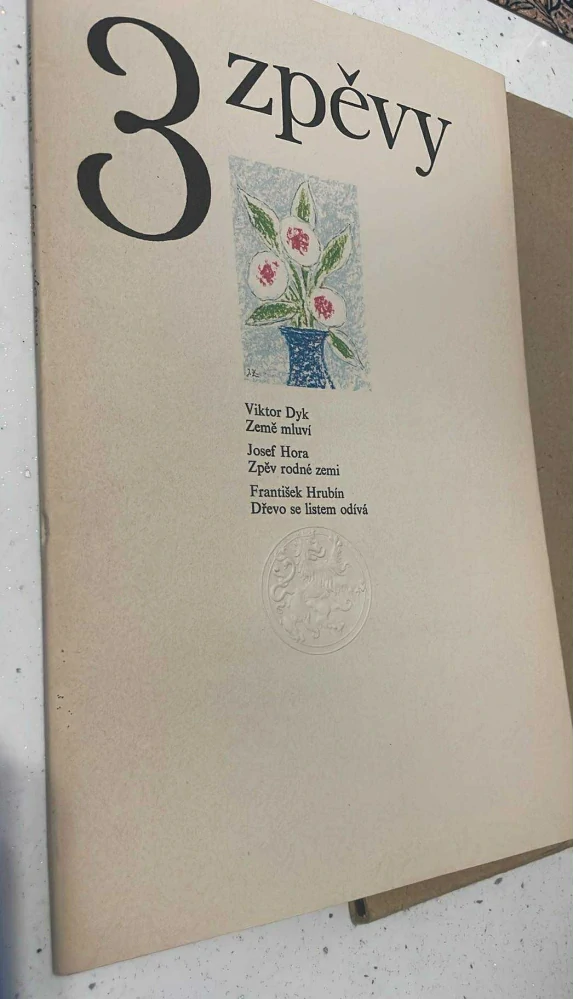 3 zpěvy
Viktor Dyk
Země mluví
Josef Hora
Zpěv rodné zemi
František Hrubín
Dřevo se listem odívá